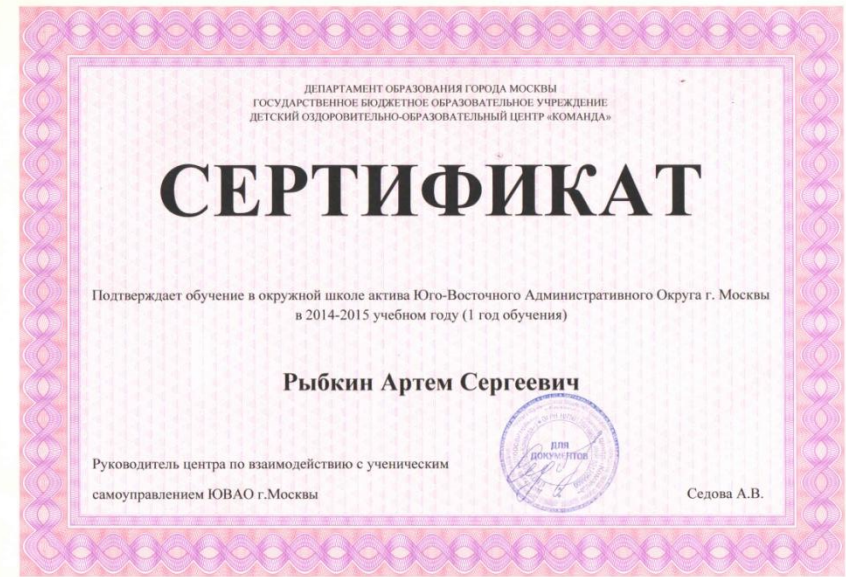 ДЕПАРТАМЕНТ ОБРАЗОВАНИЯ ГОРОДА МОСКВЫ
ГОСУДАРСТВЕННОЕ БЮДЖЕТНОЕ ОБРАЗОВАТЕЛЬНОЕ УЧРЕЖДЕНИЕ
ДЕТСКИЙ ОЗДОРОВИТЕЛЬНО-ОБРАЗОВАТЕЛЬНЫЙ ЦЕНТР «КОМАНДА»
СЕРТИФИКАТ
Подтверждает обучение в окружной школе актива Юго-Восточного Административного Округа г. Москвы
в 2014-2015 учебном году (1 год обучения)
Рыбкин Артем Сергеевич
ДЛЯ
ДОКУМЕНТОВ
Руководитель центра по взаимодействию с ученическим
самоуправлением ЮВАО г.Москвы
Седова А.В.